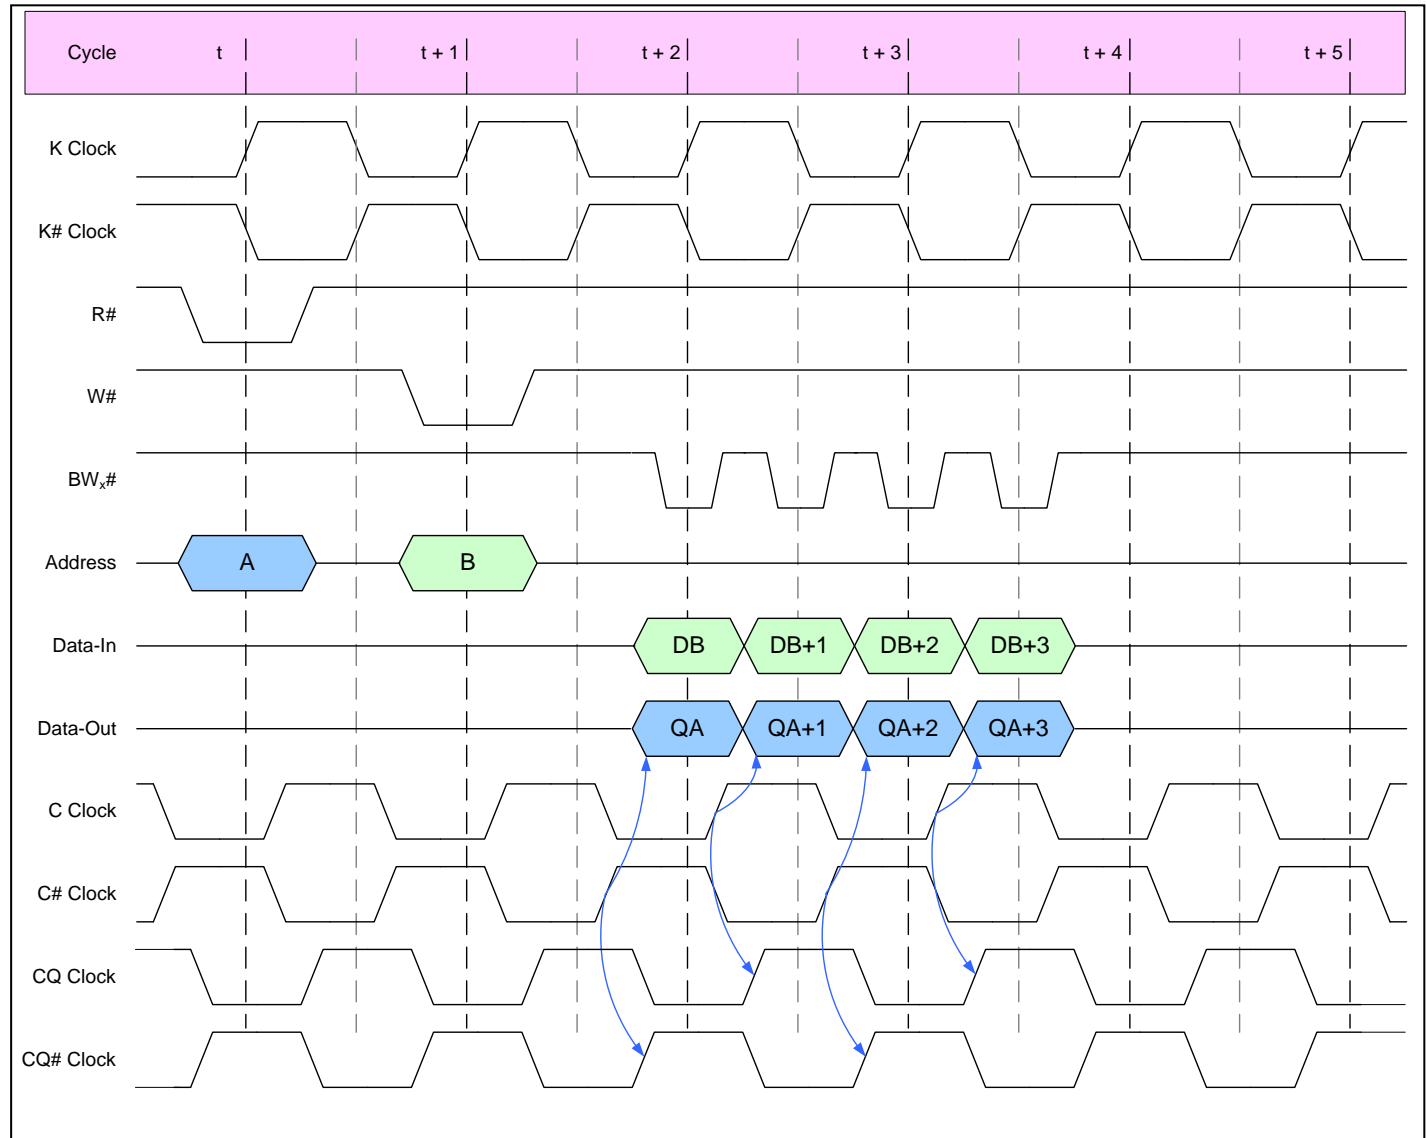 Cycle t t + 1 t + 2 t + 3 t + 4 t + 5
K Clock
K# Clock
R#
W#
BWx#
Address A B
Data-In DB DB+1 DB+2 DB+3
Data-Out QA QA+1 QA+2 QA+3
C Clock
C# Clock
CQ Clock
CQ# Clock